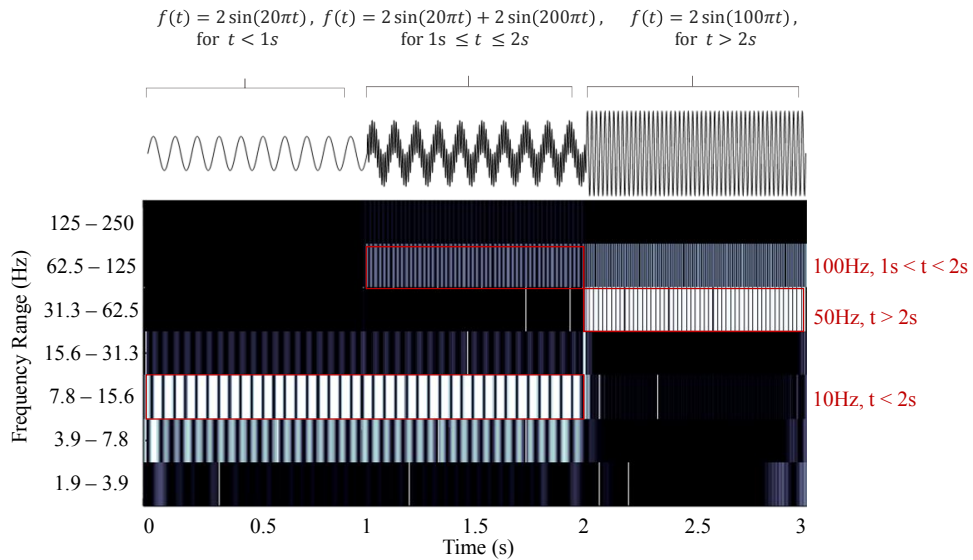 f(t) = 2 sin(20πt) ,
for t < 1s
f(t) = 2 sin(20πt) + 2 sin(200πt) ,
for 1s ≤ t ≤ 2s
f(t) = 2 sin(100πt) ,
for t > 2s
Frequency Range (Hz)
125 – 250
62.5 – 125
31.3 – 62.5
15.6 – 31.3
7.8 – 15.6
3.9 – 7.8
1.9 – 3.9
100Hz, 1s < t < 2s
50Hz, t > 2s
10Hz, t < 2s
0 0.5 1 1.5 2 2.5 3
Time (s)